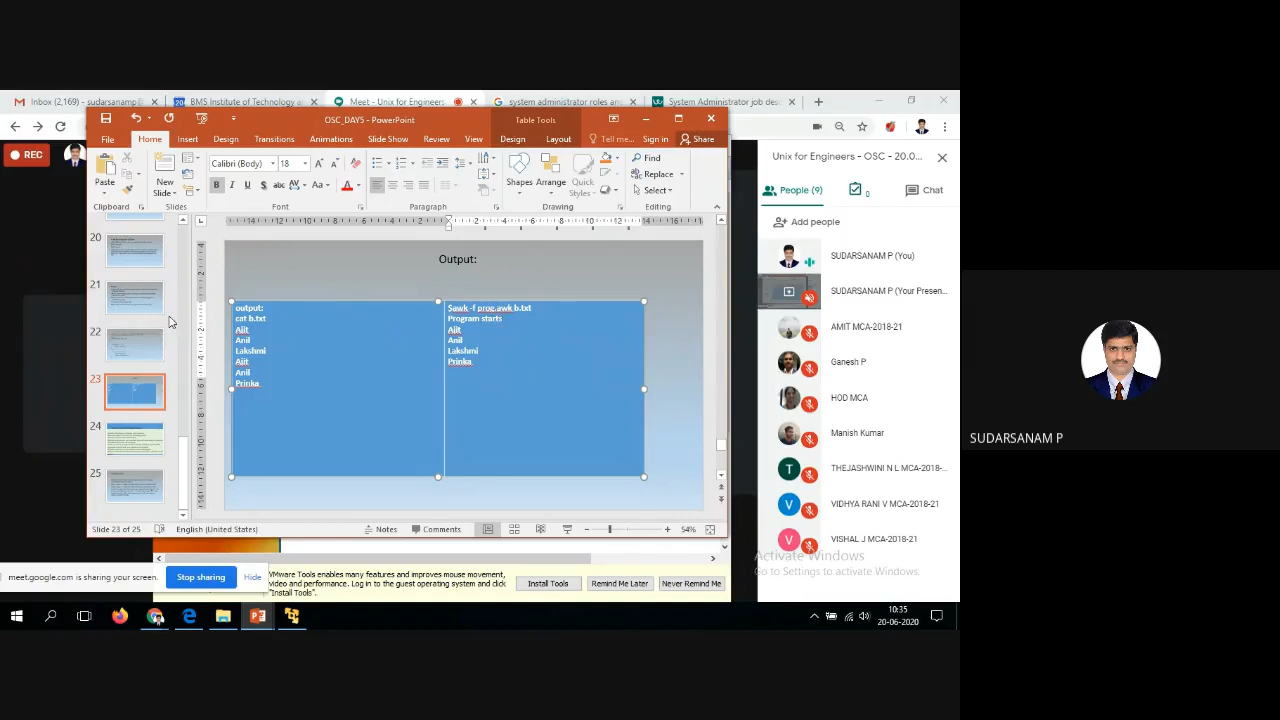 Inbox (2,169) - sudarsanamp@
BMS Institute of Technology a
Meet - Unix for Engineers
system administrator roles an
System Administrator job des
OSC_DAY5 - PowerPoint
Table Tools
REC
File
Home
Insert
Design
Transitions
Animations
Slide Show
Review
View
Design
Layout
Tell me...
Sign in
Share
Paste
New
Slide
Calibri (Body)
18
Shapes
Arrange
Quick
Styles
Find
Replace
Select
Clipboard
Slides
Font
Paragraph
Drawing
Editing
20
21
22
23
24
25
Output:
output:
cat b.txt
Ajit
Anil
Lakshmi
Ajit
Anil
Prinka
$awk -f prog.awk b.txt
Program starts
Ajit
Anil
Lakshmi
Prinka
Slide 23 of 25
English (United States)
Notes
Comments
54%
meet.google.com is sharing your screen.
Stop sharing
Hide
VMware Tools enables many features and improves mouse movement,
video and performance. Log in to the guest operating system and click
"Install Tools".
Install Tools
Remind Me Later
Never Remind Me
Unix for Engineers - OSC - 20.0...
People (9)
0
Chat
Add people
SUDARSANAM P (You)
SUDARSANAM P (Your Presen...
AMIT MCA-2018-21
Ganesh P
HOD MCA
Manish Kumar
T
THEJASHWINI N L MCA-2018-...
V
VIDHYA RANI V MCA-2018-21
V
VISHAL J MCA-2018-21
Activate Windows
Go to Settings to activate Windows.
10:35
20-06-2020
SUDARSANAM P